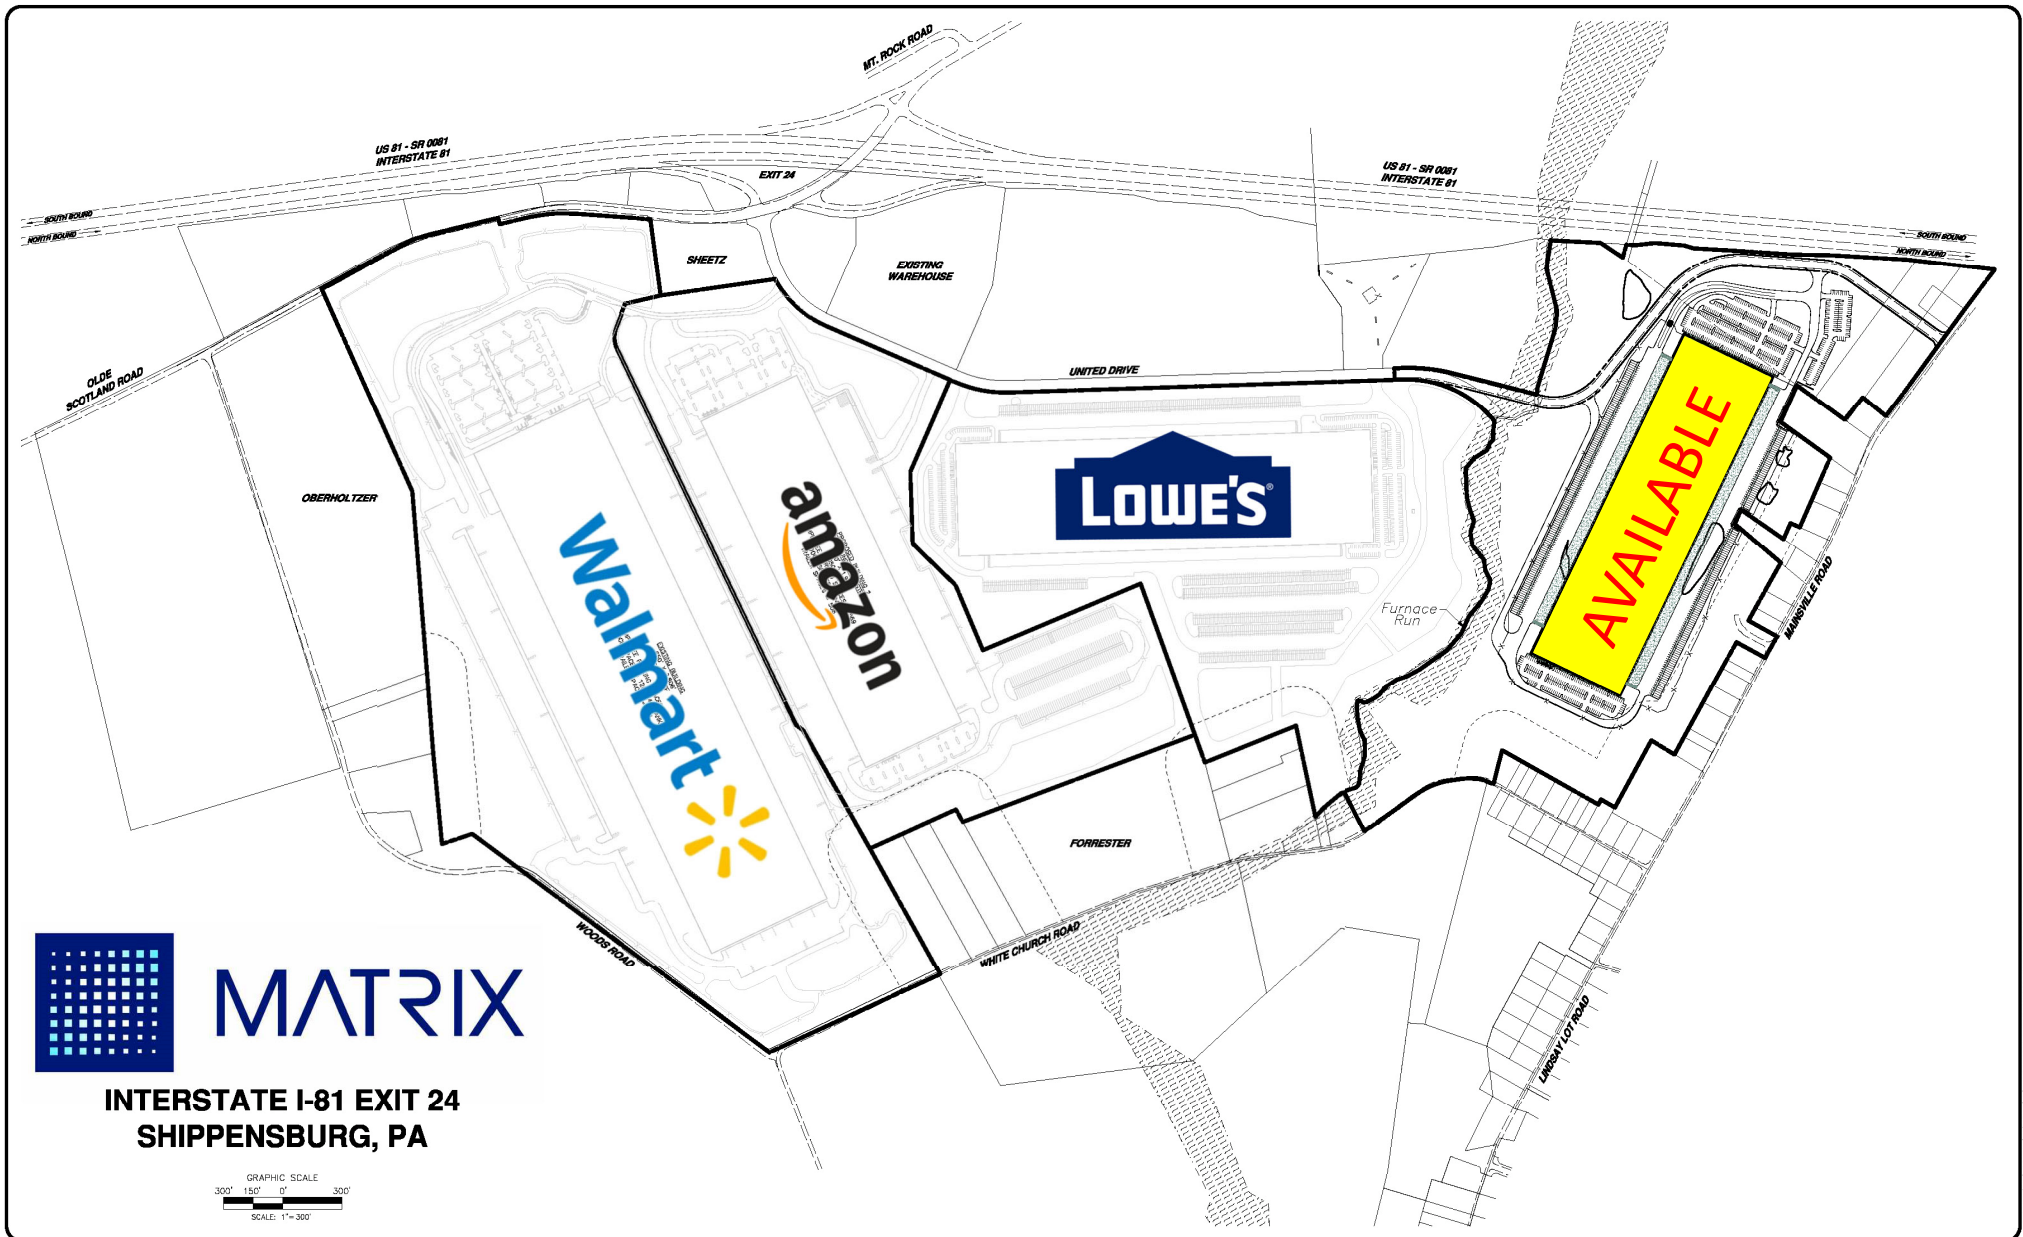 MT. ROCK ROAD
US 81 - SR 0081
INTERSTATE 81
EXIT 24
US 81 - SR 0081
INTERSTATE 81
SOUTH BOUND
NORTH BOUND
SOUTH BOUND
NORTH BOUND
SHEETZ
EXISTING
WAREHOUSE
OLDE
SCOTLAND ROAD
UNITED DRIVE
OBERHOLTZER
Walmart
amazon
LOWE'S®
AVAILABLE
Furnace
Run
MAINSVILLE ROAD
FORRESTER
WOODS ROAD
WHITE CHURCH ROAD
LINDSAY LOT ROAD
MATRIX
INTERSTATE I-81 EXIT 24
SHIPPENSBURG, PA
GRAPHIC SCALE
300' 150' 0' 300'
SCALE: 1"=300'